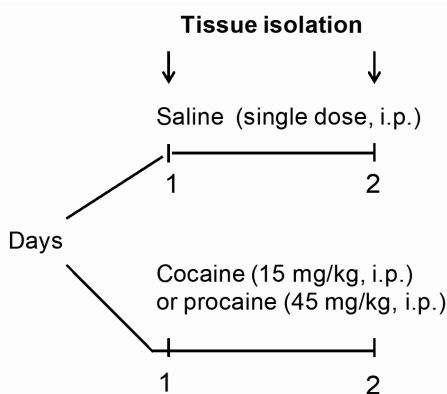 Tissue isolation
Saline (single dose, i.p.)
1 2
Days
Cocaine (15 mg/kg, i.p.)
or procaine (45 mg/kg, i.p.)
1 2